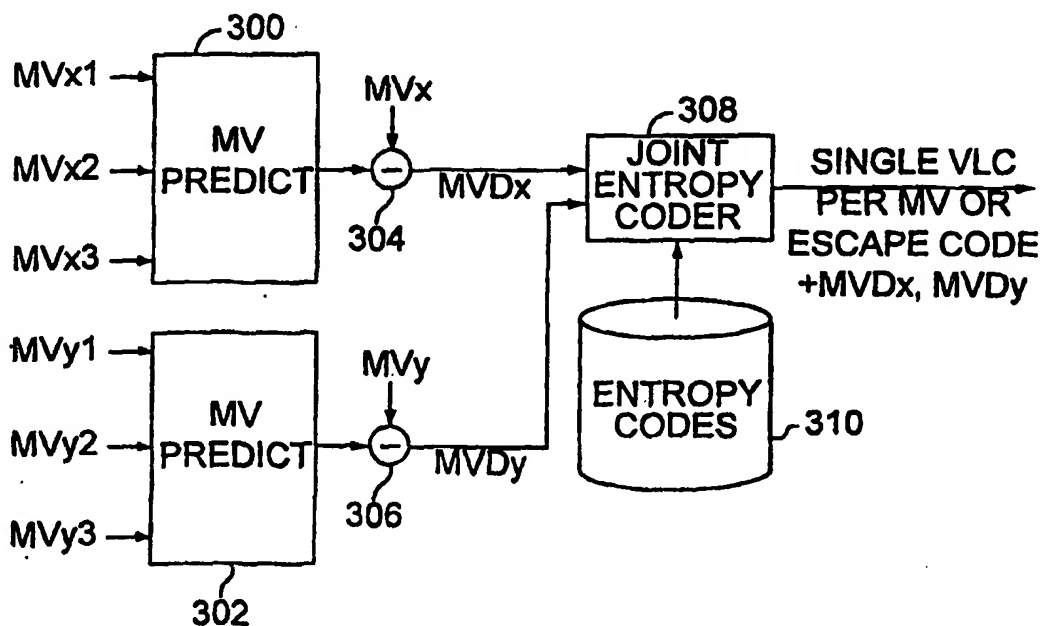 300
MVx1
MVx2
MVx3
MV
PREDICT
MVx
−
304
MVDx
308
JOINT
ENTROPY
CODER
SINGLE VLC
PER MV OR
ESCAPE CODE
+MVDx, MVDy
MVy1
MVy2
MVy3
MV
PREDICT
302
MVy
−
306
MVDy
ENTROPY
CODES
310